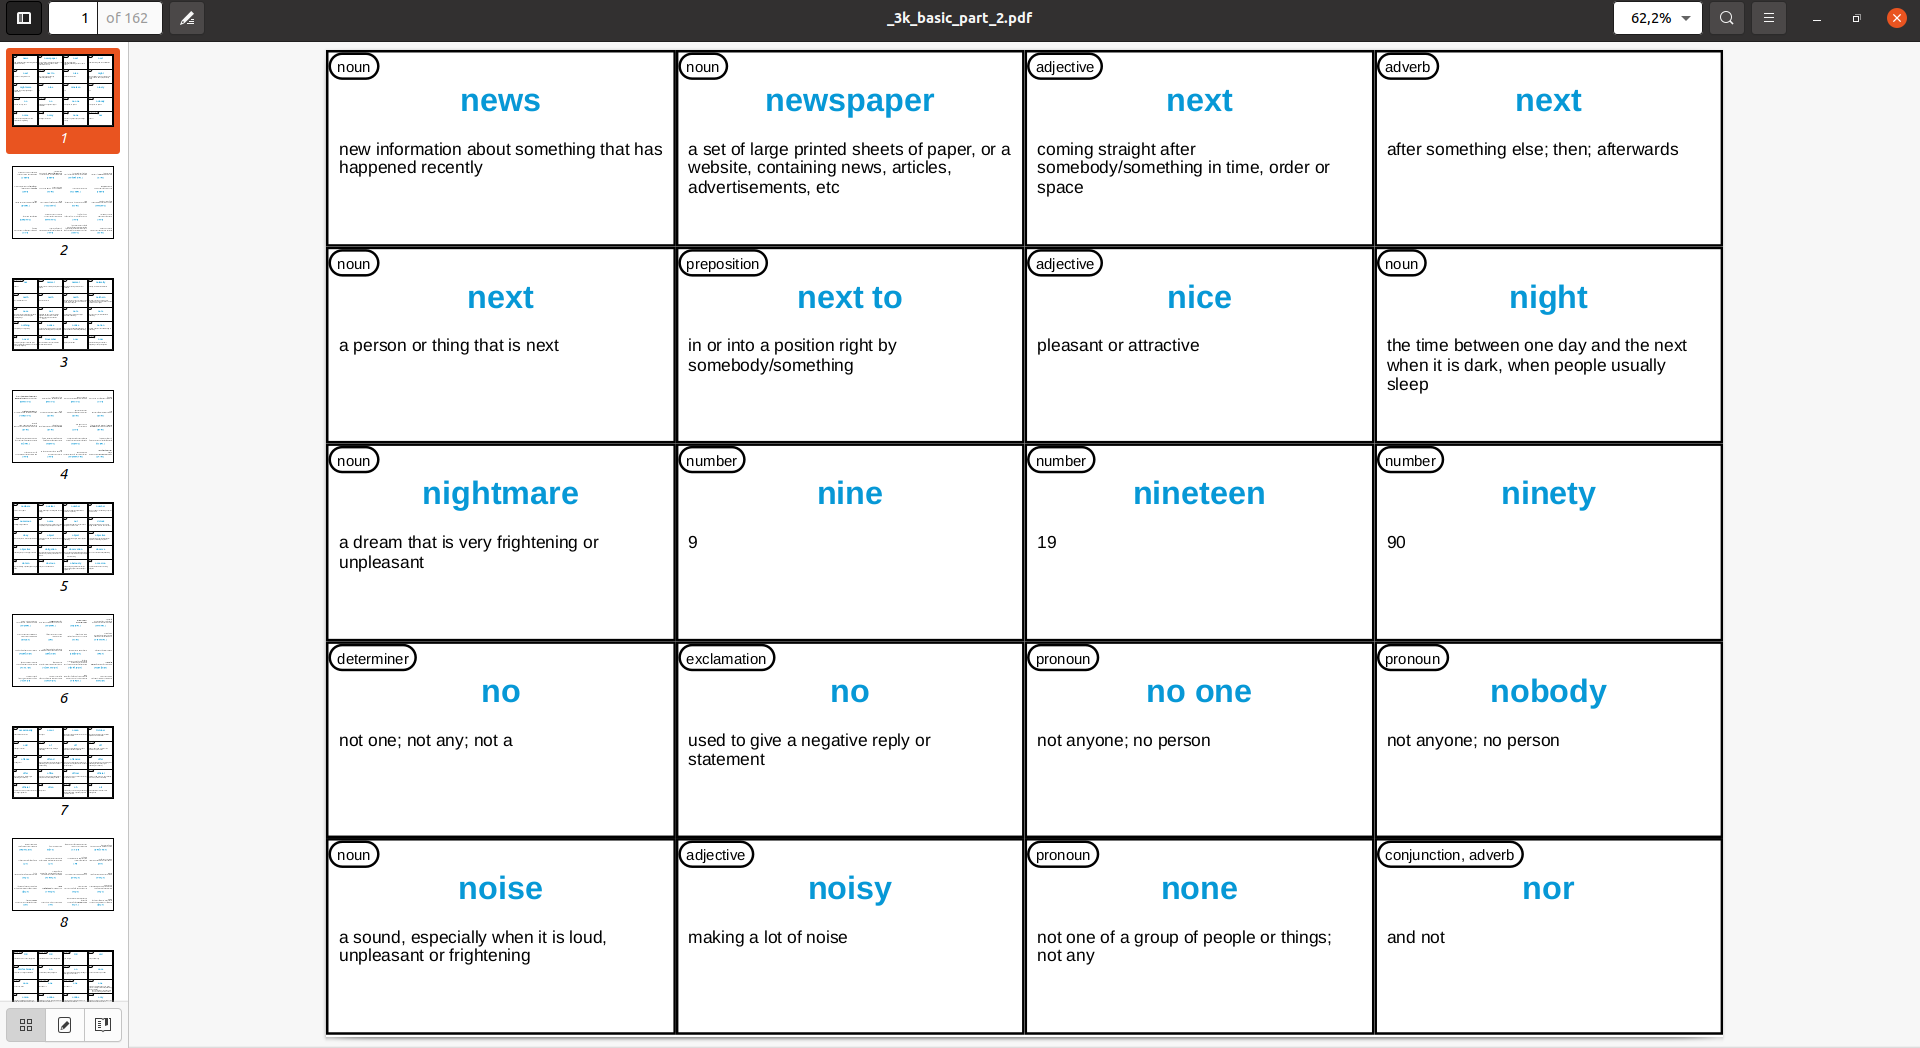 1 of 162
_3k_basic_part_2.pdf
62,2%
noun
news
new information about something that has
happened recently
noun
newspaper
a set of large printed sheets of paper, or a
website, containing news, articles,
advertisements, etc
adjective
next
coming straight after
somebody/something in time, order or
space
adverb
next
after something else; then; afterwards
noun
next
a person or thing that is next
preposition
next to
in or into a position right by
somebody/something
adjective
nice
pleasant or attractive
noun
night
the time between one day and the next
when it is dark, when people usually
sleep
noun
nightmare
a dream that is very frightening or
unpleasant
number
nine
9
number
nineteen
19
number
ninety
90
determiner
no
not one; not any; not a
exclamation
no
used to give a negative reply or
statement
pronoun
no one
not anyone; no person
pronoun
nobody
not anyone; no person
noun
noise
a sound, especially when it is loud,
unpleasant or frightening
adjective
noisy
making a lot of noise
pronoun
none
not one of a group of people or things;
not any
conjunction, adverb
nor
and not
1
2
3
4
5
6
7
8